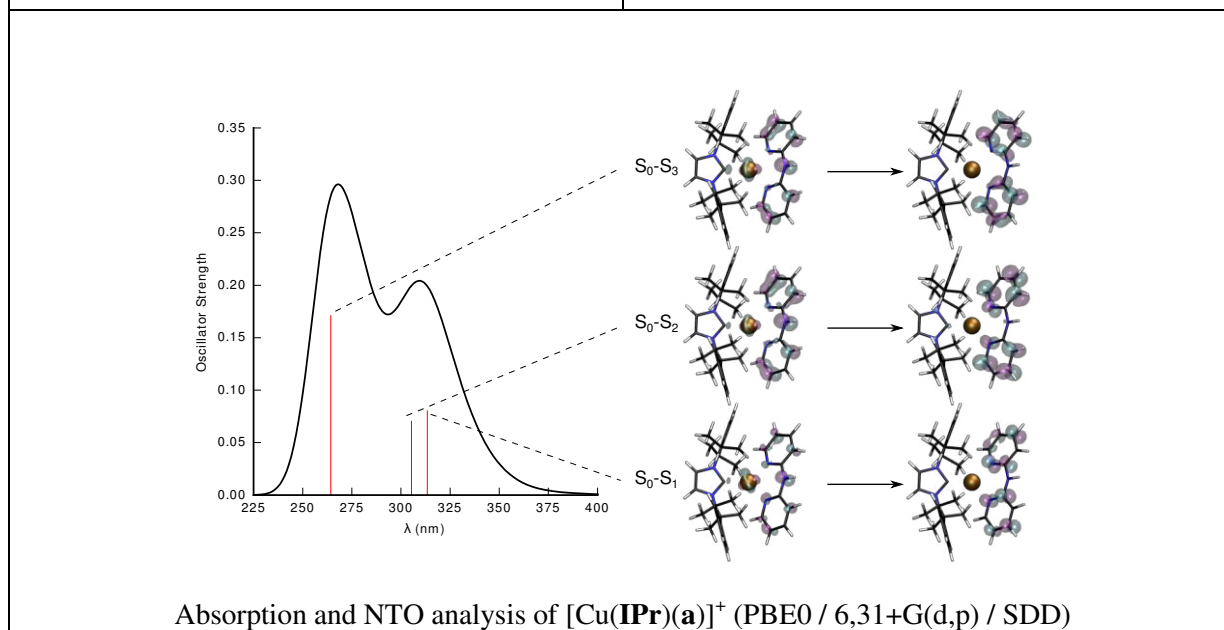 0.35
0.30
0.25
0.20
0.15
0.10
0.05
0.00
Oscillator Strength
225 250 275 300 325 350 375 400
λ (nm)
S₀-S₃
S₀-S₂
S₀-S₁
Absorption and NTO analysis of [Cu(IPr)(a)]⁺ (PBE0 / 6,31+G(d,p) / SDD)